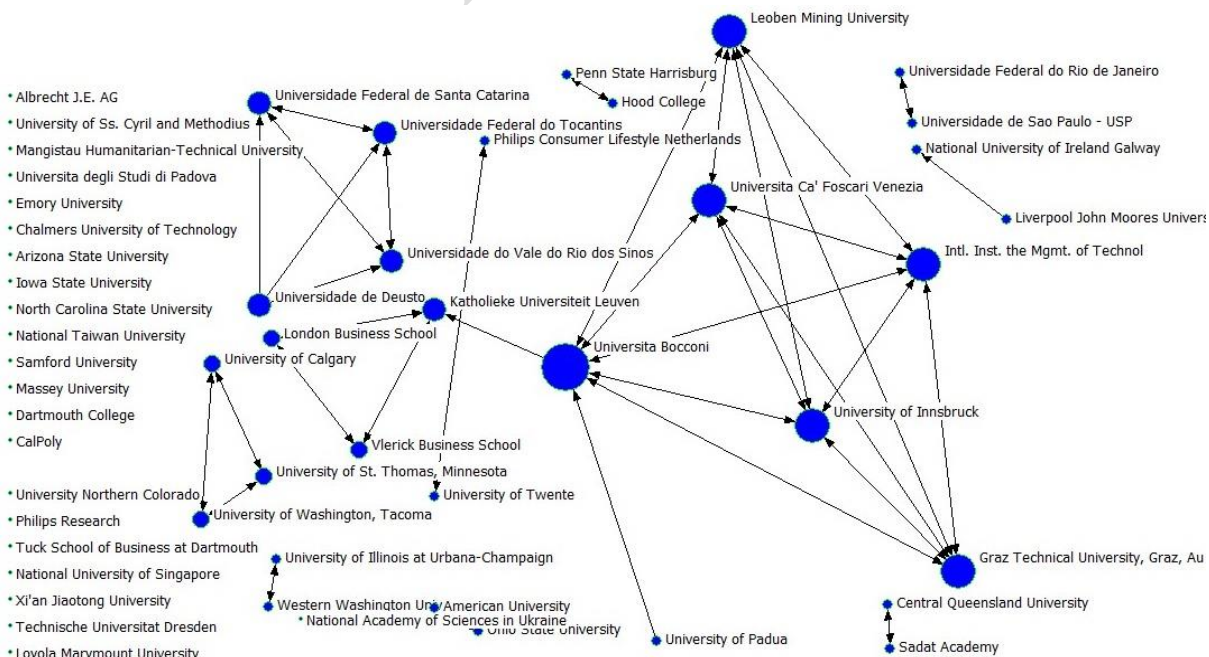 Albrecht J.E. AG
University of Ss. Cyril and Methodius
Mangistau Humanitarian-Technical University
Universita degli Studi di Padova
Emory University
Chalmers University of Technology
Arizona State University
Iowa State University
North Carolina State University
National Taiwan University
Samford University
Massey University
Dartmouth College
CalPoly
University Northern Colorado
Philips Research
Tuck School of Business at Dartmouth
National University of Singapore
Xi'an Jiaotong University
Technische Universitat Dresden
Loyola Marymount University
Universidade Federal de Santa Catarina
Universidade Federal do Tocantins
Philips Consumer Lifestyle Netherlands
Universidade do Vale do Rio dos Sinos
Universidade de Deusto
Katholieke Universiteit Leuven
London Business School
University of Calgary
Vlerick Business School
University of St. Thomas, Minnesota
University of Twente
University of Washington, Tacoma
University of Illinois at Urbana-Champaign
Western Washington Univ
American University
National Academy of Sciences in Ukraine
Ohio State University
Penn State Harrisburg
Hood College
Leoben Mining University
Universidade Federal do Rio de Janeiro
Universidade de Sao Paulo - USP
National University of Ireland Galway
Liverpool John Moores Univers
Universita Ca' Foscari Venezia
Intl. Inst. the Mgmt. of Technol
Universita Bocconi
University of Innsbruck
Graz Technical University, Graz, Au
Central Queensland University
Sadat Academy
University of Padua